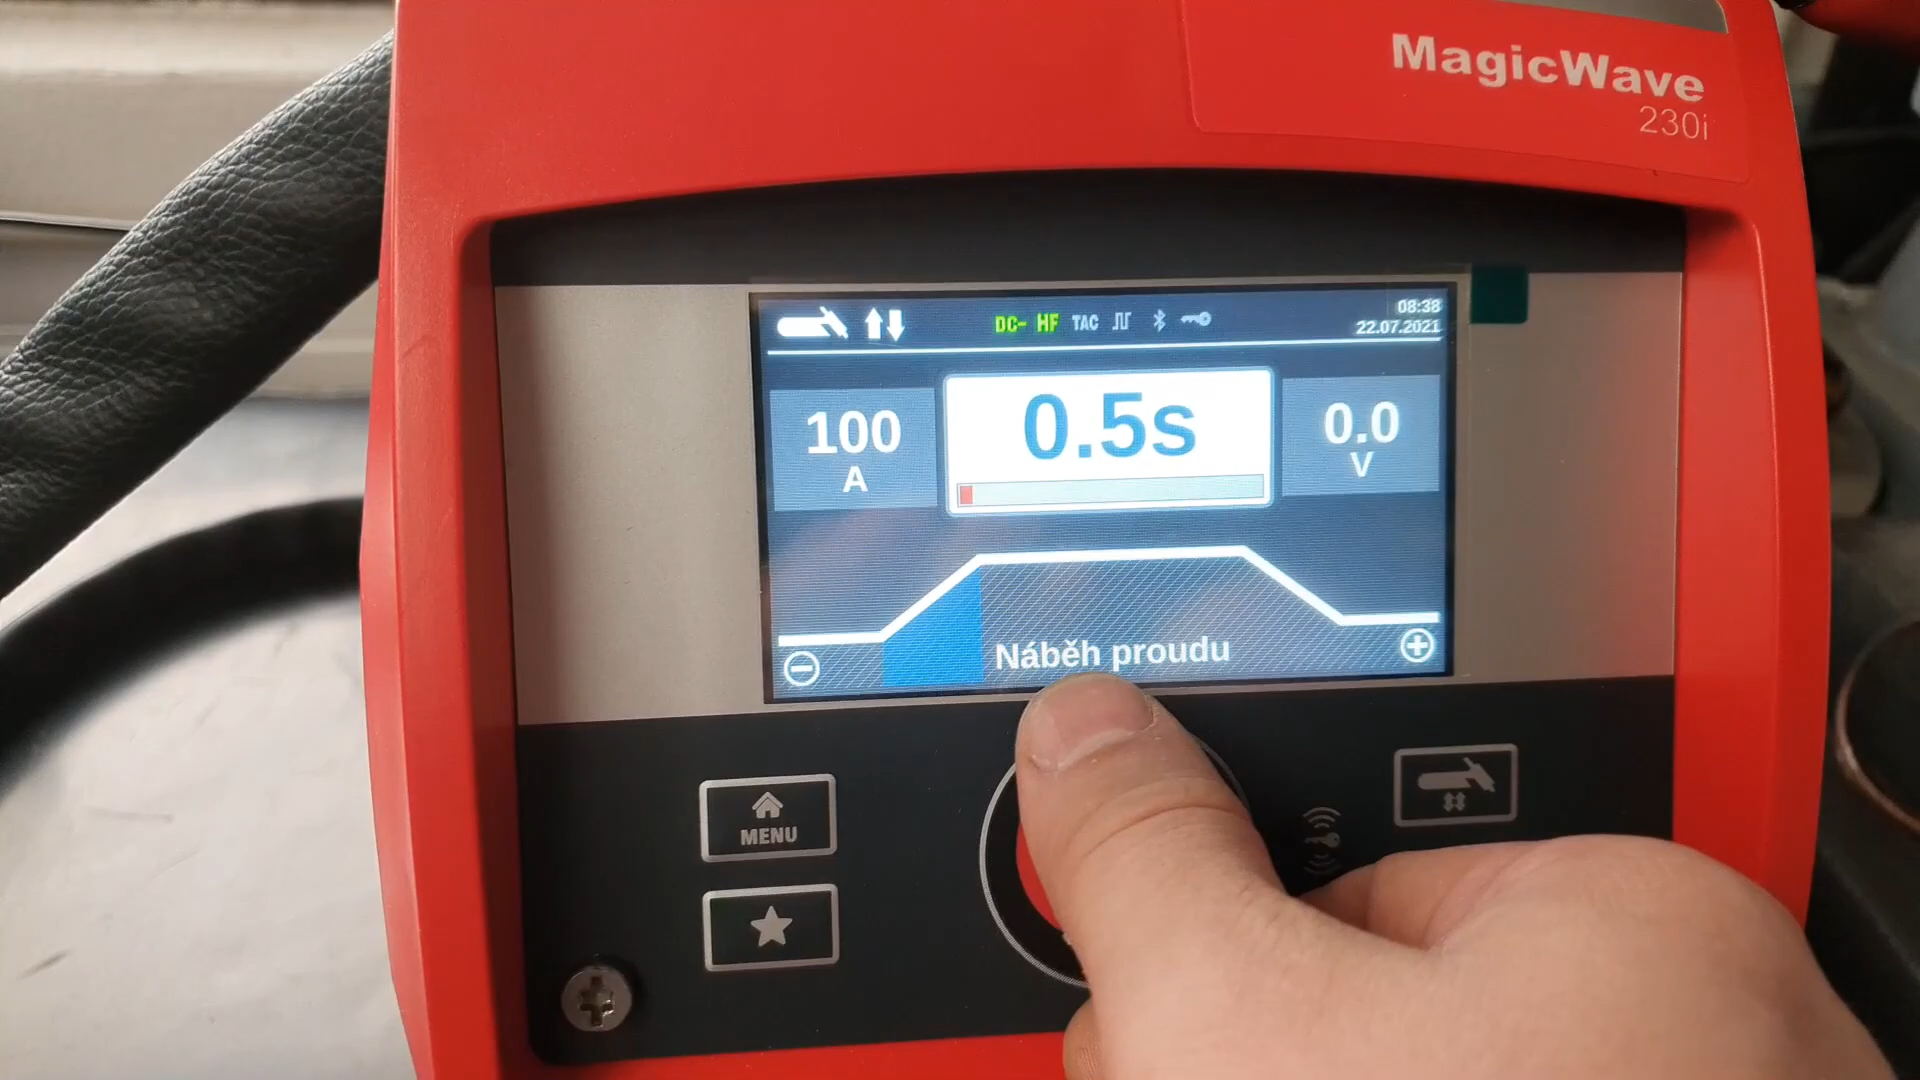 MagicWave
230i
DC- HF TAC
08:38
22.07.2021
100
A
0.5s
0.0
V
Náběh proudu
MENU